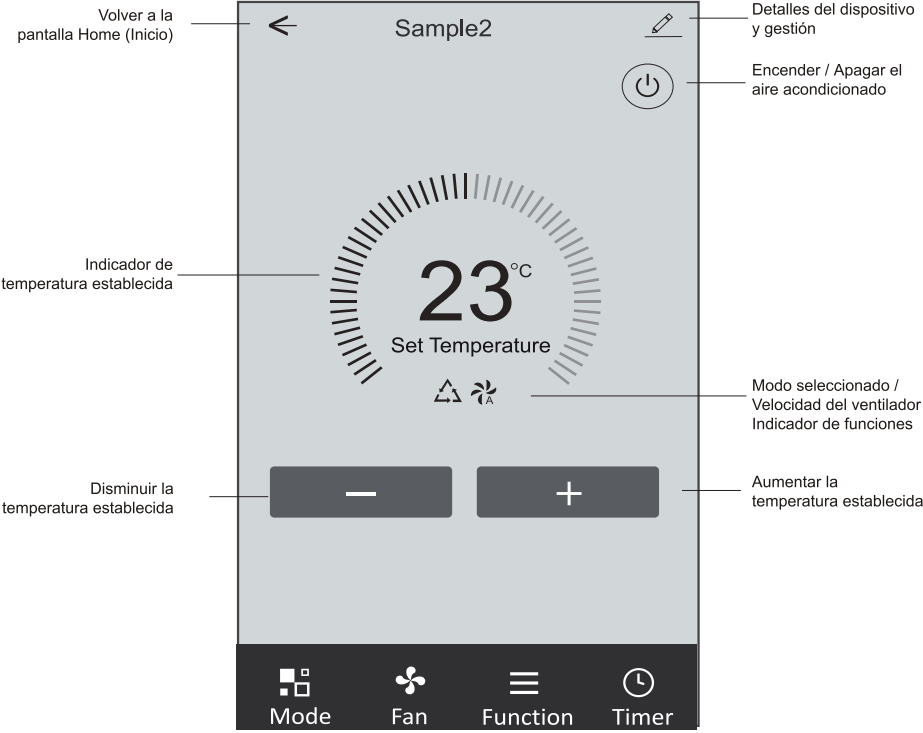 Volver a la
pantalla Home (Inicio)
Sample2
Detalles del dispositivo
y gestión
Encender / Apagar el
aire acondicionado
Indicador de
temperatura establecida
23°C
Set Temperature
A
Modo seleccionado /
Velocidad del ventilador
Indicador de funciones
Disminuir la
temperatura establecida
Aumentar la
temperatura establecida
Mode
Fan
Function
Timer